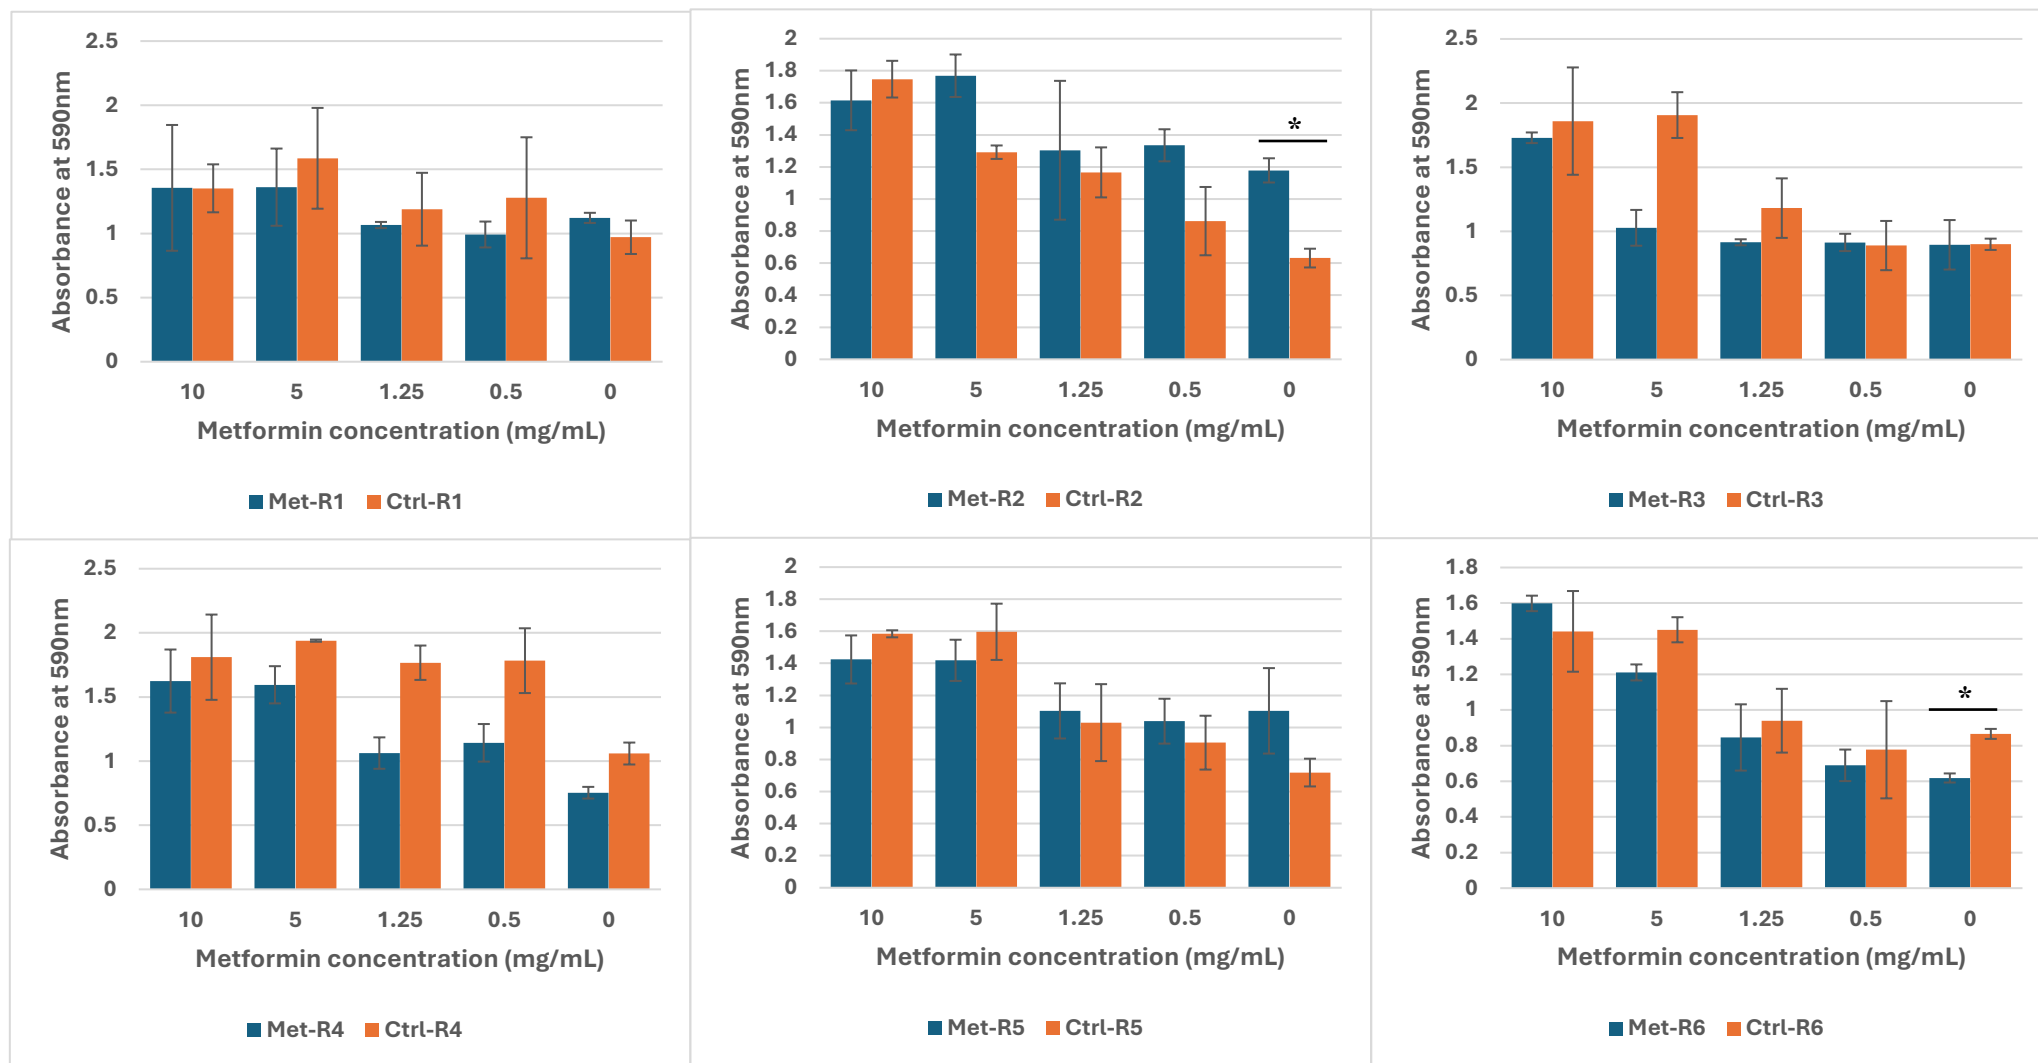 Absorbance at 590nm
2.5
2
1.5
1
0.5
0
10 5 1.25 0.5 0
Metformin concentration (mg/mL)
Met-R1 Ctrl-R1
Absorbance at 590nm
2
1.8
1.6
1.4
1.2
1
0.8
0.6
0.4
0.2
0
*
10 5 1.25 0.5 0
Metformin concentration (mg/mL)
Met-R2 Ctrl-R2
Absorbance at 590nm
2.5
2
1.5
1
0.5
0
10 5 1.25 0.5 0
Metformin concentration (mg/mL)
Met-R3 Ctrl-R3
Absorbance at 590nm
2.5
2
1.5
1
0.5
0
10 5 1.25 0.5 0
Metformin concentration (mg/mL)
Met-R4 Ctrl-R4
Absorbance at 590nm
2
1.8
1.6
1.4
1.2
1
0.8
0.6
0.4
0.2
0
10 5 1.25 0.5 0
Metformin concentration (mg/mL)
Met-R5 Ctrl-R5
Absorbance at 590nm
1.8
1.6
1.4
1.2
1
0.8
0.6
0.4
0.2
0
*
10 5 1.25 0.5 0
Metformin concentration (mg/mL)
Met-R6 Ctrl-R6